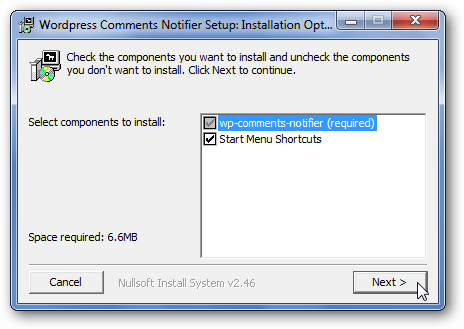 Wordpress Comments Notifier Setup: Installation Opt...
Check the components you want to install and uncheck the components
you don't want to install. Click Next to continue.
Select components to install:
wp-comments-notifier (required)
Start Menu Shortcuts
Space required: 6.6MB
Cancel
Nullsoft Install System v2.46
Next >